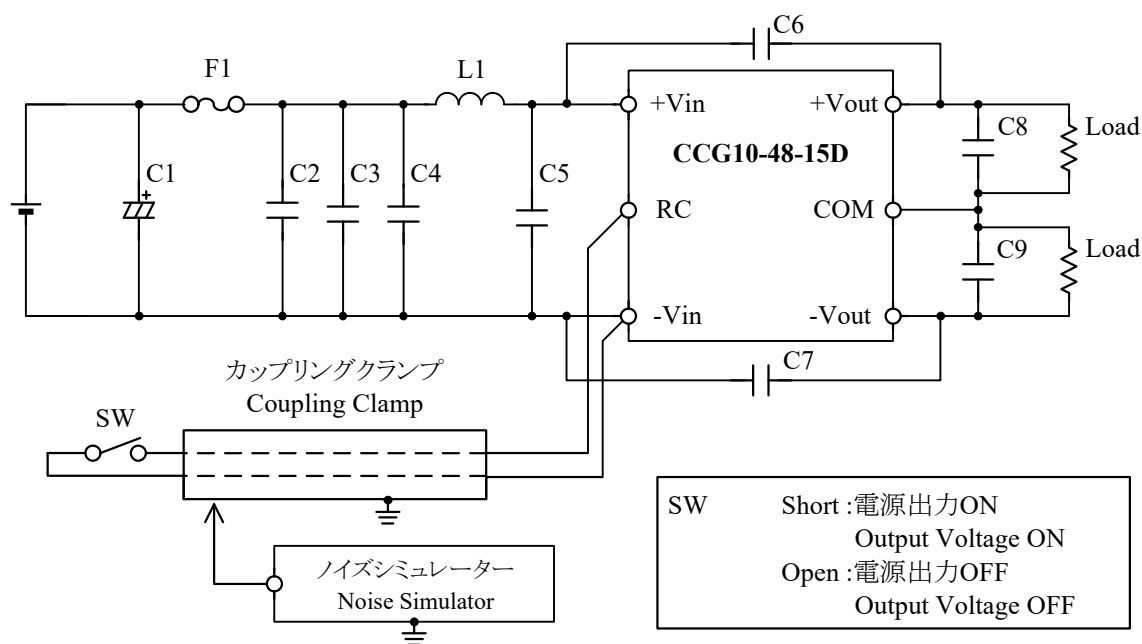 C6
F1
L1
+Vin
+Vout
C8
Load
CCG10-48-15D
C1
+
C2
C3
C4
C5
RC
COM
C9
Load
-Vin
-Vout
C7
カップリングクランプ
Coupling Clamp
SW
ノイズシミュレーター
Noise Simulator
SW Short :電源出力ON
Output Voltage ON
Open :電源出力OFF
Output Voltage OFF